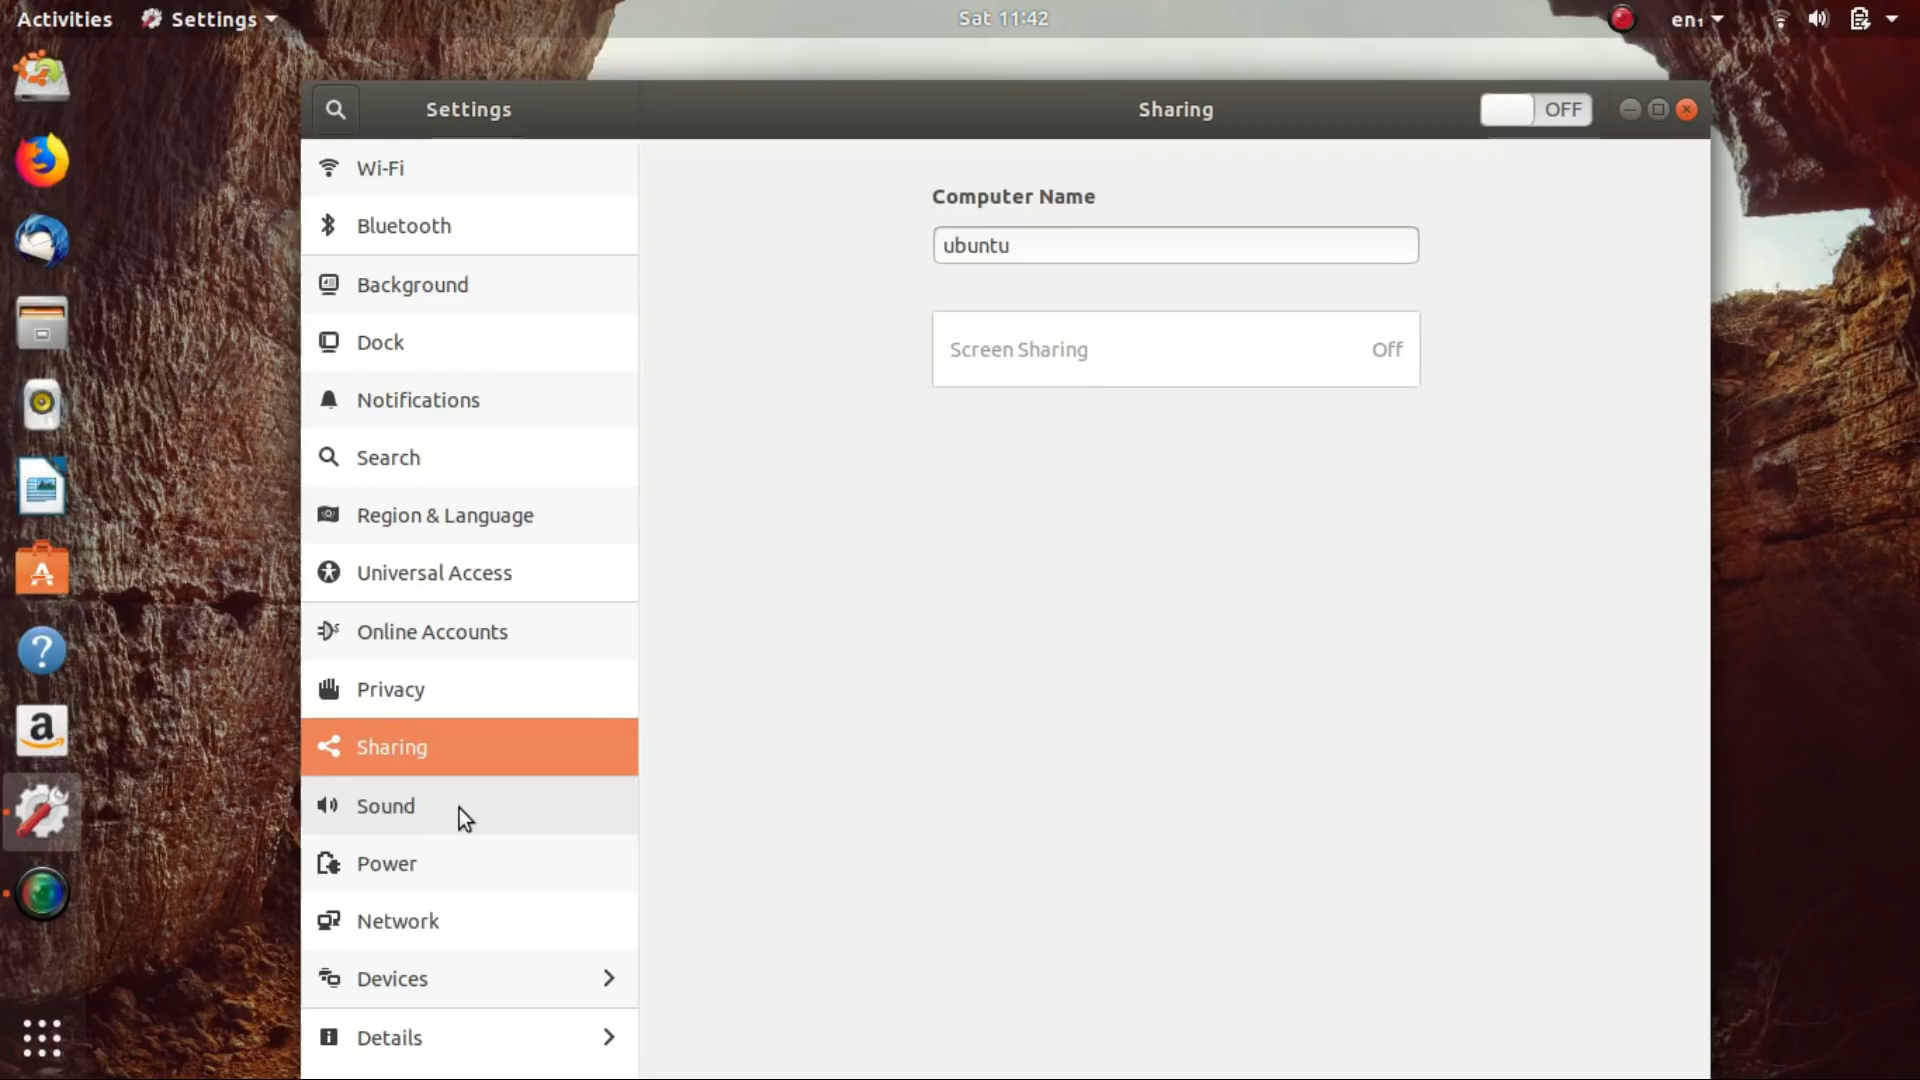 Activities Settings Sat 11:42 en₁
Settings Sharing OFF
Wi-Fi
Bluetooth
Background
Dock
Notifications
Search
Region & Language
Universal Access
Online Accounts
Privacy
Sharing
Sound
Power
Network
Devices
Details
Computer Name
ubuntu
Screen Sharing Off